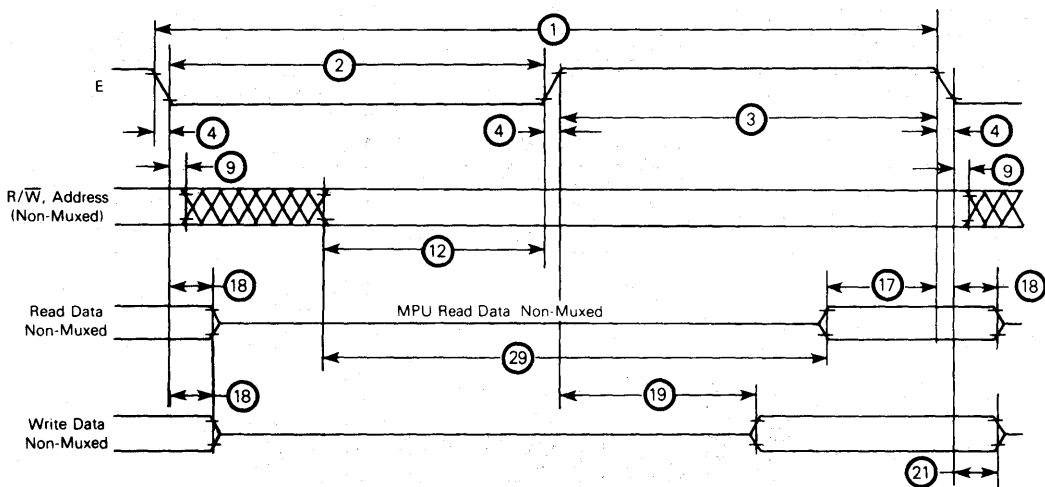 1
2
E
4
4
3
4
9
9
R/W̅, Address
(Non-Muxed)
12
18
17
18
Read Data
Non-Muxed
MPU Read Data Non-Muxed
29
18
19
Write Data
Non-Muxed
21